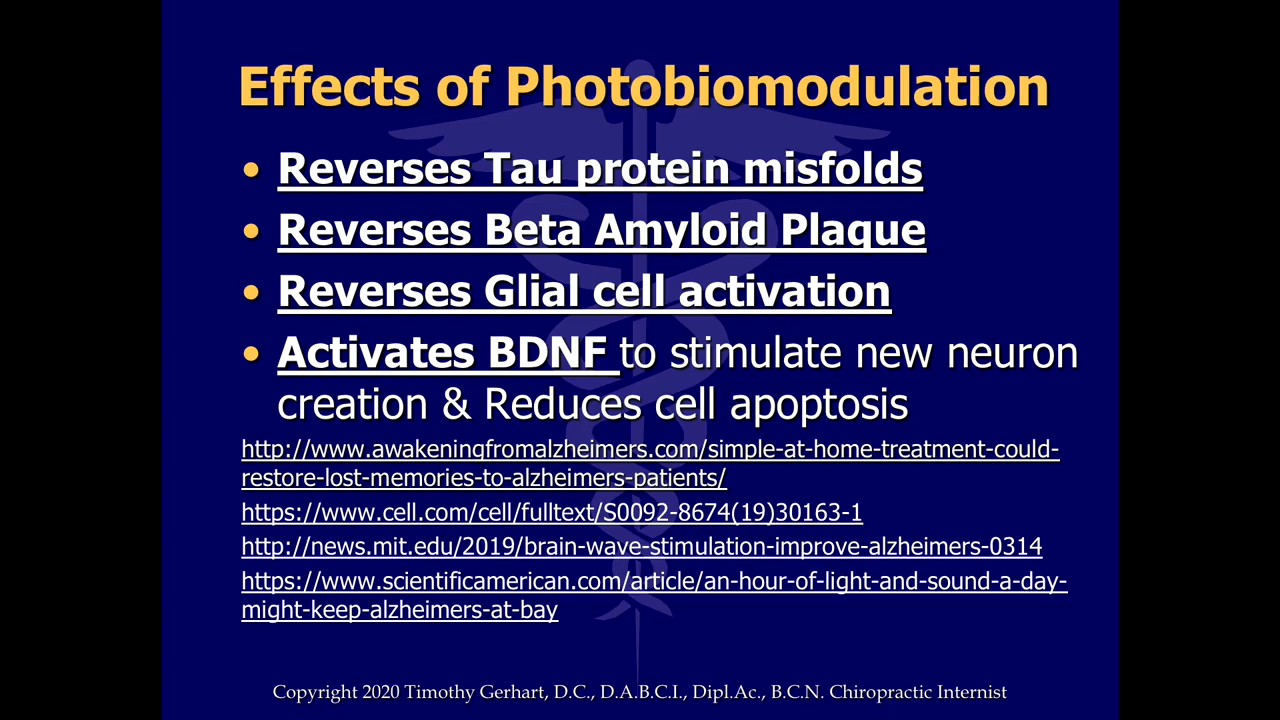 Effects of Photobiomodulation
• Reverses Tau protein misfolds
• Reverses Beta Amyloid Plaque
• Reverses Glial cell activation
• Activates BDNF to stimulate new neuron
creation & Reduces cell apoptosis
http://www.awakeningfromalzheimers.com/simple-at-home-treatment-could-
restore-lost-memories-to-alzheimers-patients/
https://www.cell.com/cell/fulltext/S0092-8674(19)30163-1
http://news.mit.edu/2019/brain-wave-stimulation-improve-alzheimers-0314
https://www.scientificamerican.com/article/an-hour-of-light-and-sound-a-day-
might-keep-alzheimers-at-bay
Copyright 2020 Timothy Gerhart, D.C., D.A.B.C.I., Dipl.Ac., B.C.N. Chiropractic Internist